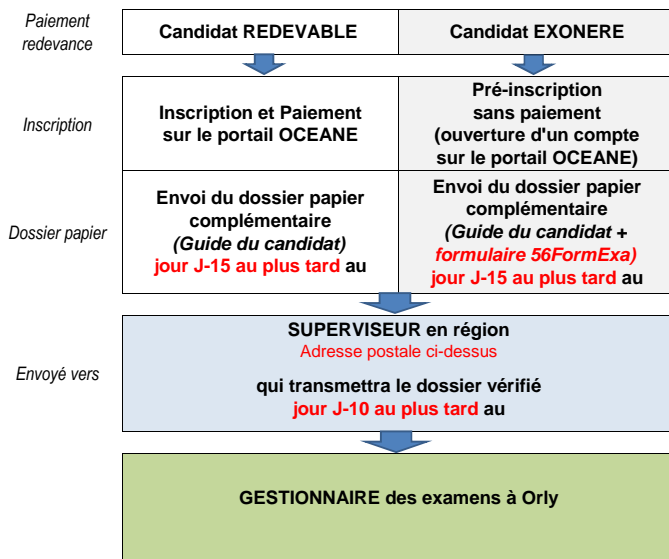 Paiement
redevance
Candidat REDEVABLE
Candidat EXONERE
Inscription
Inscription et Paiement
sur le portail OCEANE
Pré-inscription
sans paiement
(ouverture d'un compte
sur le portail OCEANE)
Dossier papier
Envoi du dossier papier
complémentaire
(Guide du candidat)
jour J-15 au plus tard au
Envoi du dossier papier
complémentaire
(Guide du candidat +
formulaire 56FormExa)
jour J-15 au plus tard au
Envoyé vers
SUPERVISEUR en région
Adresse postale ci-dessus
qui transmettra le dossier vérifié
jour J-10 au plus tard au
GESTIONNAIRE des examens à Orly